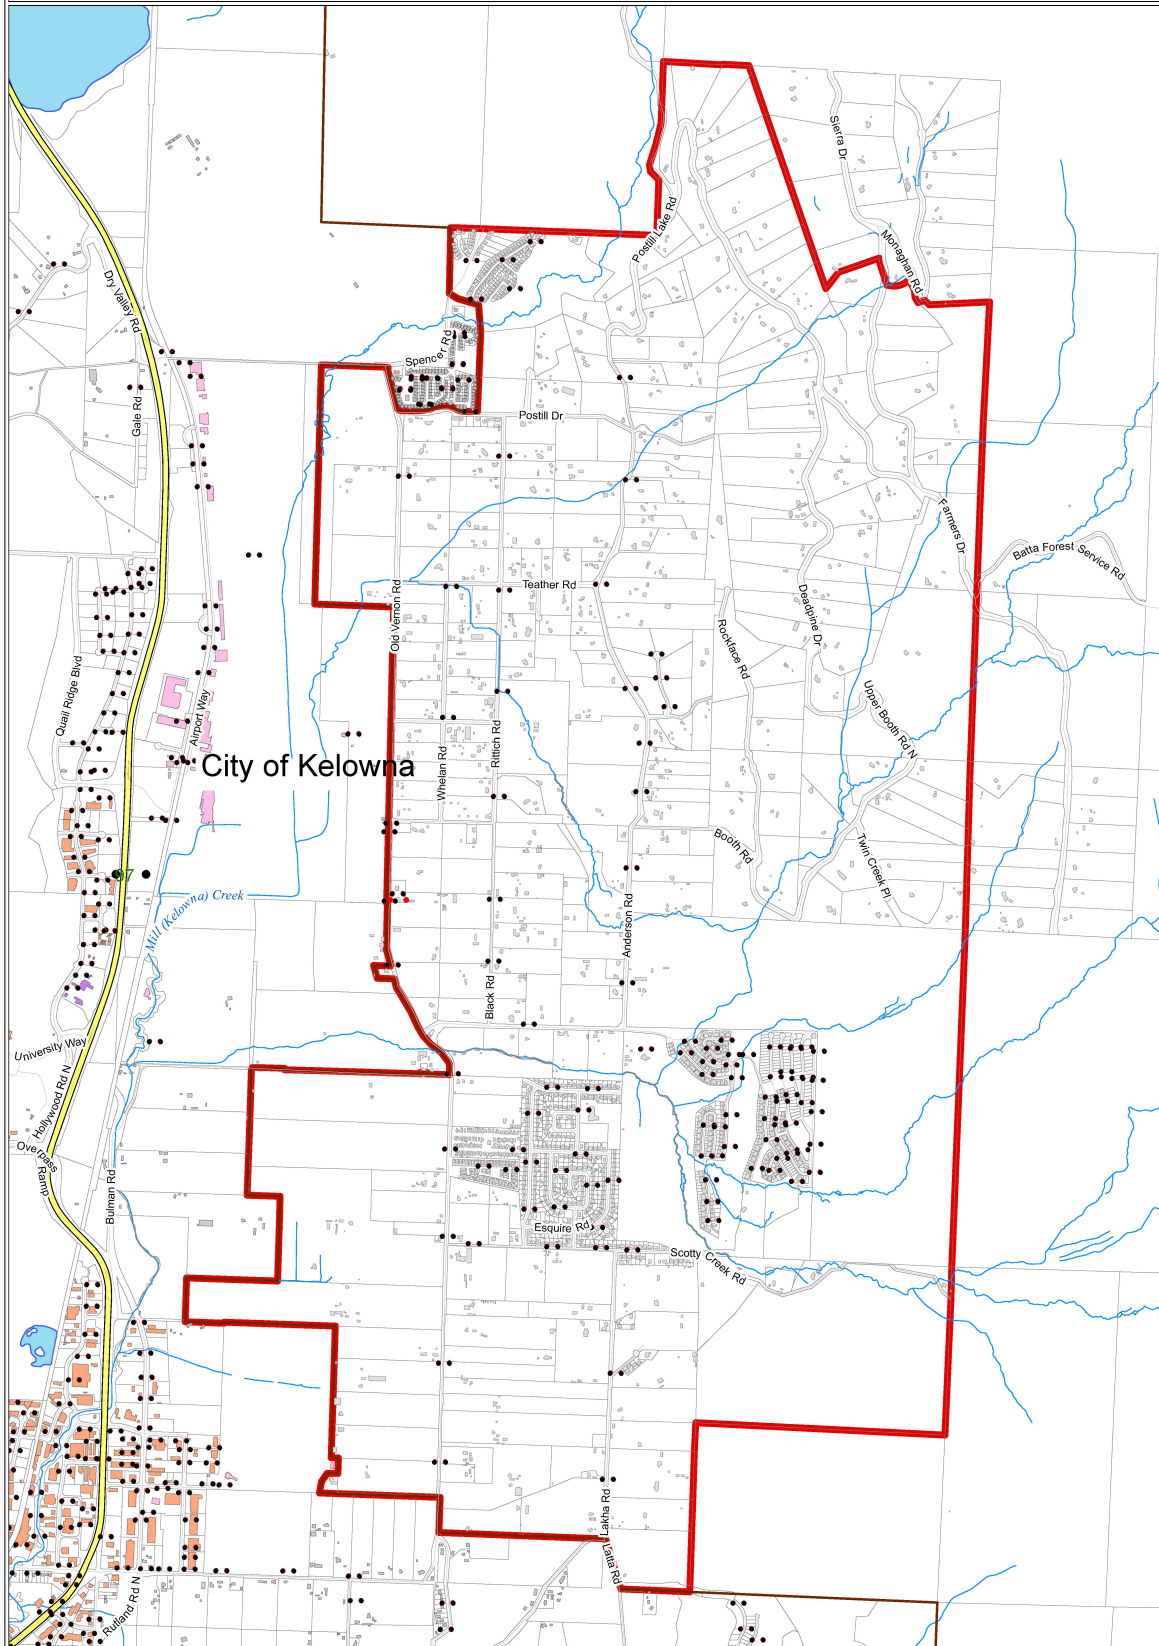 Sierra Dr
Postill Lake Rd
Monaghan Rd
Dry Valley Rd
Spencer Rd
Gale Rd
Postill Dr
Farmers Dr
Batta Forest Service Rd
Teather Rd
Old Vernon Rd
Deadpine Dr
Rockface Rd
Quail Ridge Blvd
Airport Way
Upper Booth Rd N
Rittich Rd
Whelan Rd
City of Kelowna
Booth Rd
Twin Creek Pl
97
Mill (Kelowna) Creek
Anderson Rd
Black Rd
University Way
Hollywood Rd N
Overpass
Ramp
Bulman Rd
Esquire Rd
Scotty Creek Rd
Lakha Rd
Latta Rd
Rutland Rd N